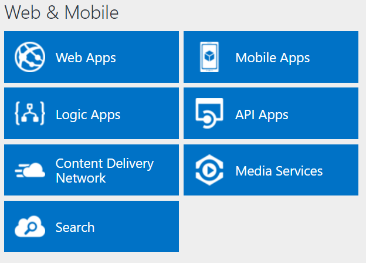 Web & Mobile
Web Apps
Mobile Apps
Logic Apps
API Apps
Content Delivery
Network
Media Services
Search